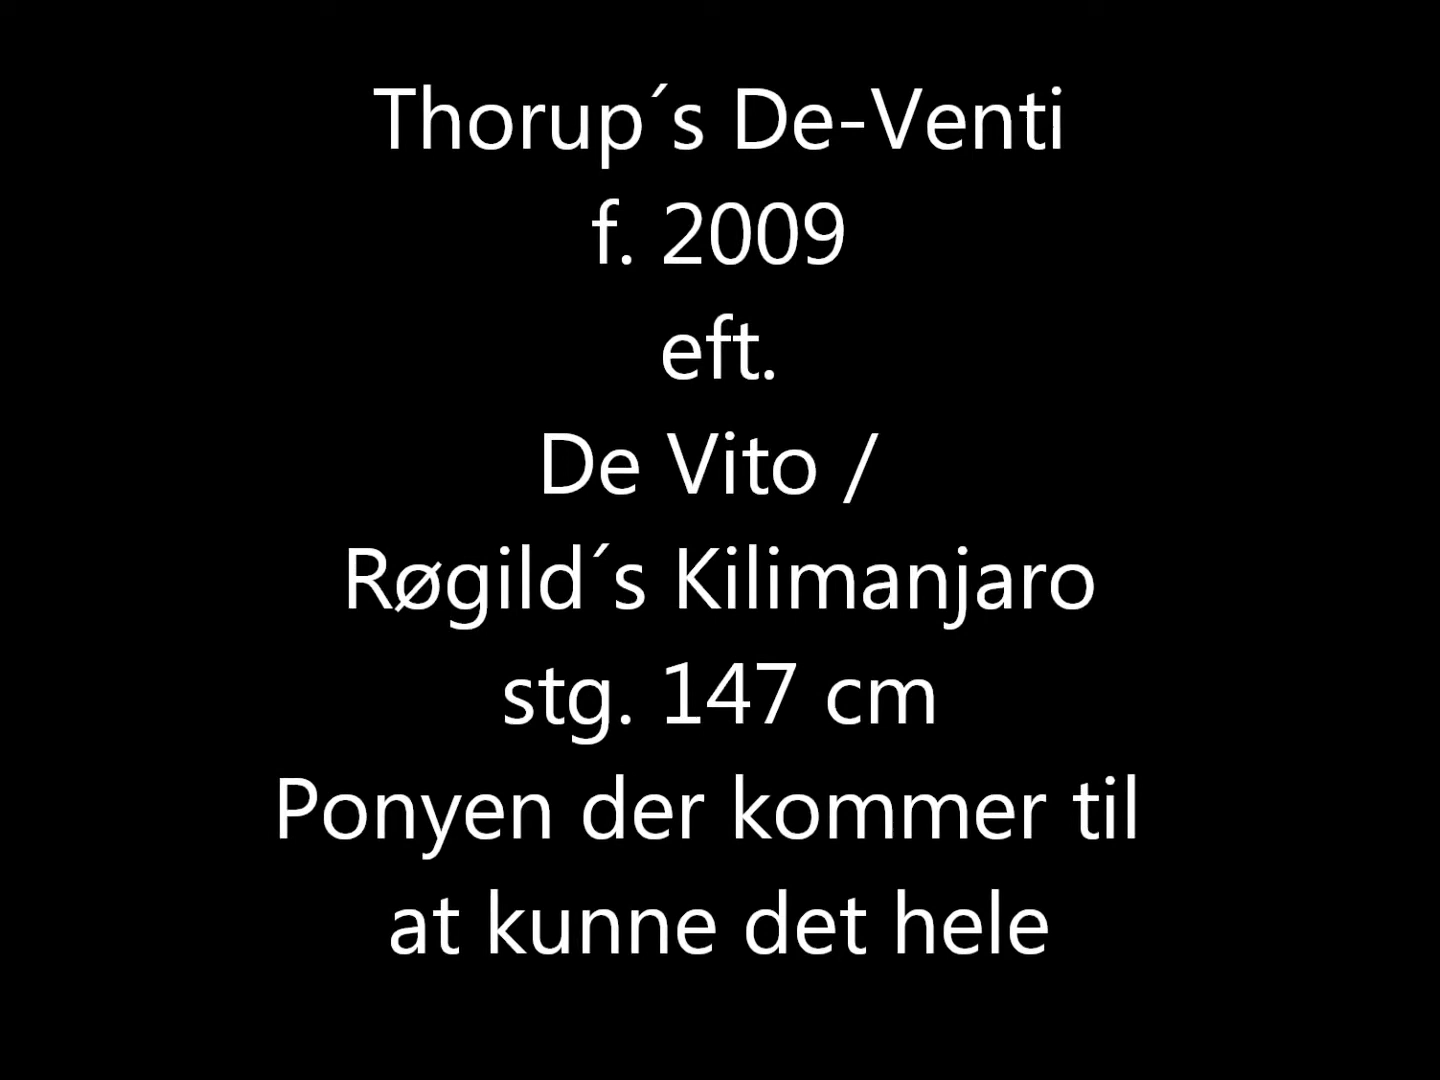 Thorup´s De-Venti
f. 2009
eft.
De Vito /
Røgild´s Kilimanjaro
stg. 147 cm
Ponyen der kommer til
at kunne det hele